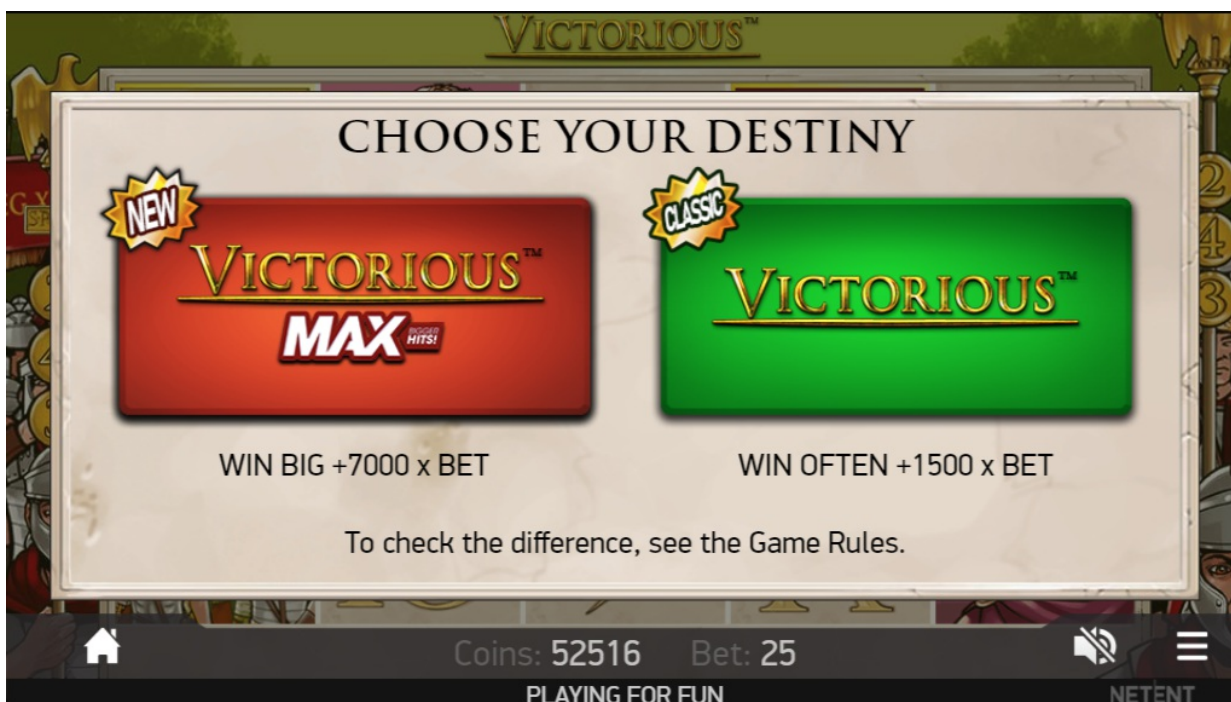 VICTORIOUS™
CHOOSE YOUR DESTINY
NEW
VICTORIOUS™
MAX BIGGER HITS!
CLASSIC
VICTORIOUS™
WIN BIG +7000 x BET
WIN OFTEN +1500 x BET
To check the difference, see the Game Rules.
Coins: 52516 Bet: 25
PLAYING FOR FUN
NETENT